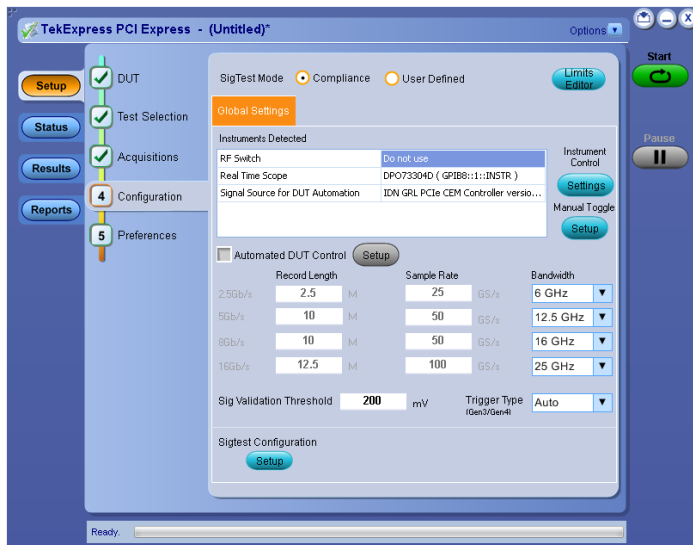 TekExpress PCI Express - (Untitled)*
Options
Start
Pause
Setup
Status
Results
Reports
DUT
Test Selection
Acquisitions
4 Configuration
5 Preferences
SigTest Mode Compliance User Defined
Limits
Editor
Global Settings
Instruments Detected
RF Switch Do not use
Real Time Scope DPO73304D ( GPIB8::1::INSTR )
Signal Source for DUT Automation IDN GRL PCIe CEM Controller versio...
Instrument
Control
Settings
Manual Toggle
Setup
Automated DUT Control Setup
Record Length Sample Rate Bandwidth
2.5Gb/s 2.5 M 25 GS/s 6 GHz
5Gb/s 10 M 50 GS/s 12.5 GHz
8Gb/s 10 M 50 GS/s 16 GHz
16Gb/s 12.5 M 100 GS/s 25 GHz
Sig Validation Threshold 200 mV Trigger Type Auto
(Gen3/Gen4)
Sigtest Configuration
Setup
Ready.